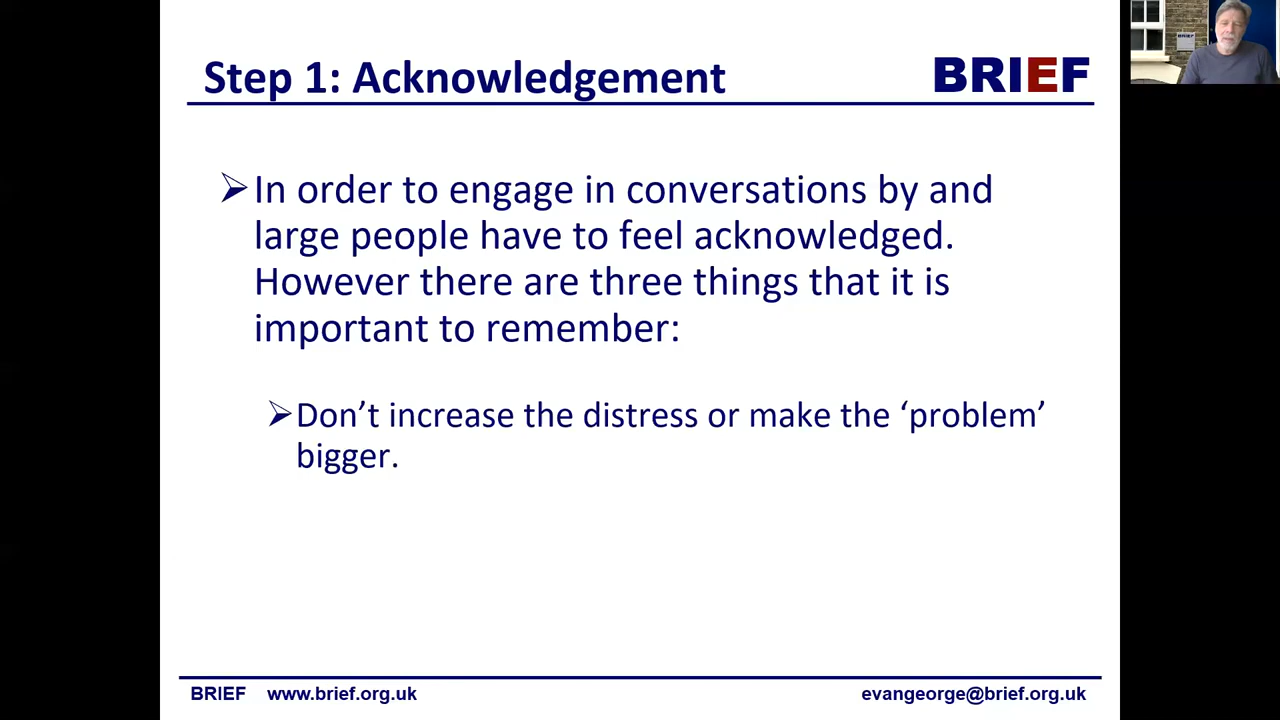 Step 1: Acknowledgement
BRIEF
BRIEF
➢In order to engage in conversations by and
large people have to feel acknowledged.
However there are three things that it is
important to remember:
➢Don’t increase the distress or make the ‘problem’
bigger.
BRIEF www.brief.org.uk
evangeorge@brief.org.uk